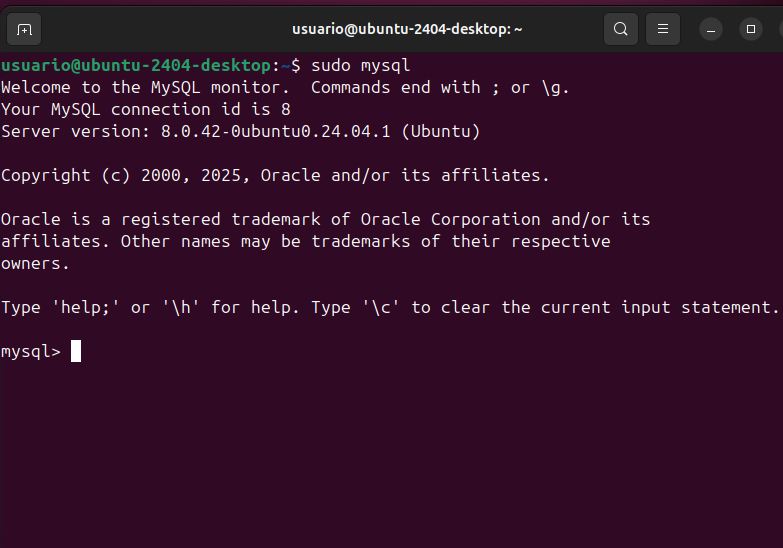 usuario@ubuntu-2404-desktop: ~
usuario@ubuntu-2404-desktop:~$ sudo mysql
Welcome to the MySQL monitor.  Commands end with ; or \g.
Your MySQL connection id is 8
Server version: 8.0.42-0ubuntu0.24.04.1 (Ubuntu)
Copyright (c) 2000, 2025, Oracle and/or its affiliates.
Oracle is a registered trademark of Oracle Corporation and/or its
affiliates. Other names may be trademarks of their respective
owners.
Type 'help;' or '\h' for help. Type '\c' to clear the current input statement.
mysql>